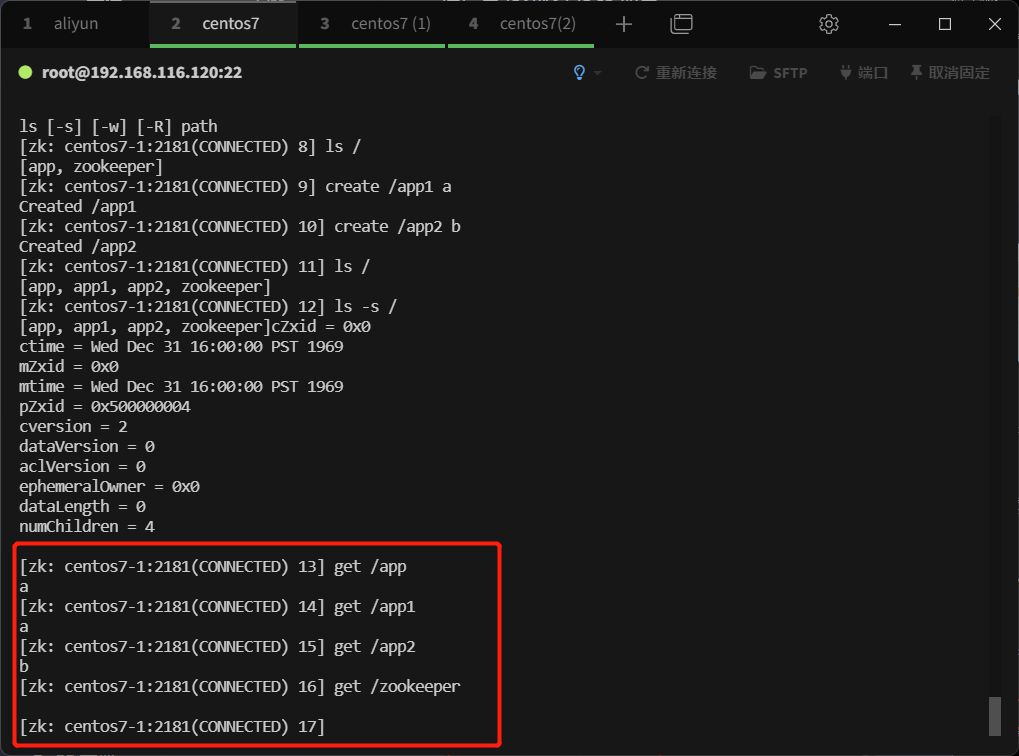 1 aliyun 2 centos7 3 centos7 (1) 4 centos7(2)
root@192.168.116.120:22 重新连接 SFTP 端口 取消固定
ls [-s] [-w] [-R] path
[zk: centos7-1:2181(CONNECTED) 8] ls /
[app, zookeeper]
[zk: centos7-1:2181(CONNECTED) 9] create /app1 a
Created /app1
[zk: centos7-1:2181(CONNECTED) 10] create /app2 b
Created /app2
[zk: centos7-1:2181(CONNECTED) 11] ls /
[app, app1, app2, zookeeper]
[zk: centos7-1:2181(CONNECTED) 12] ls -s /
[app, app1, app2, zookeeper]cZxid = 0x0
ctime = Wed Dec 31 16:00:00 PST 1969
mZxid = 0x0
mtime = Wed Dec 31 16:00:00 PST 1969
pZxid = 0x500000004
cversion = 2
dataVersion = 0
aclVersion = 0
ephemeralOwner = 0x0
dataLength = 0
numChildren = 4
[zk: centos7-1:2181(CONNECTED) 13] get /app
a
[zk: centos7-1:2181(CONNECTED) 14] get /app1
a
[zk: centos7-1:2181(CONNECTED) 15] get /app2
b
[zk: centos7-1:2181(CONNECTED) 16] get /zookeeper
[zk: centos7-1:2181(CONNECTED) 17]